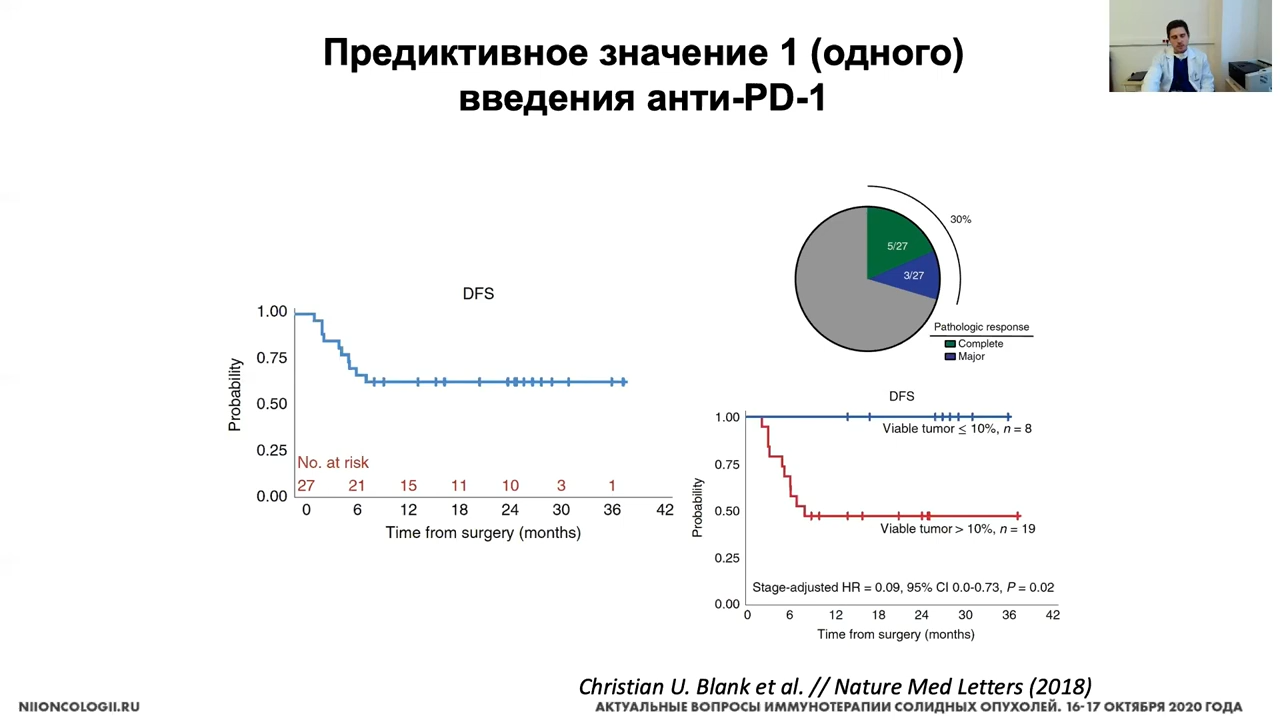 Предиктивное значение 1 (одного)
введения анти-PD-1
DFS
1.00
0.75
0.50
0.25
0.00
Probability
No. at risk
27 21 15 11 10 3 1
0 6 12 18 24 30 36 42
Time from surgery (months)
30%
5/27
3/27
Pathologic response
Complete
Major
DFS
1.00
0.75
0.50
0.25
0.00
Probability
Viable tumor ≤ 10%, n = 8
Viable tumor > 10%, n = 19
Stage-adjusted HR = 0.09, 95% CI 0.0-0.73, P = 0.02
0 6 12 18 24 30 36 42
Time from surgery (months)
Christian U. Blank et al. // Nature Med Letters (2018)
NIIONCOLOGII.RU
АКТУАЛЬНЫЕ ВОПРОСЫ ИММУНОТЕРАПИИ СОЛИДНЫХ ОПУХОЛЕЙ. 16-17 ОКТЯБРЯ 2020 ГОДА